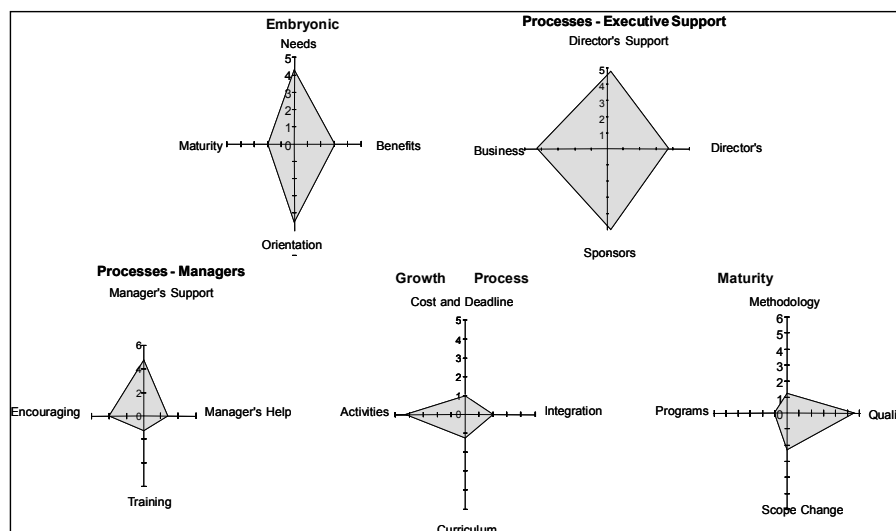 Embryonic
Needs
5
4
3
2
1
0
Maturity
Benefits
Orientation
Processes - Executive Support
Director's Support
5
4
3
2
1
Business
Director's
Sponsors
Processes - Managers
Manager's Support
6
4
2
0
Encouraging
Manager's Help
Training
Growth Process
Cost and Deadline
5
4
3
2
1
0
Activities
Integration
Curriculum
Maturity
Methodology
6
5
4
3
2
1
0
Programs
Quali
Scope Change